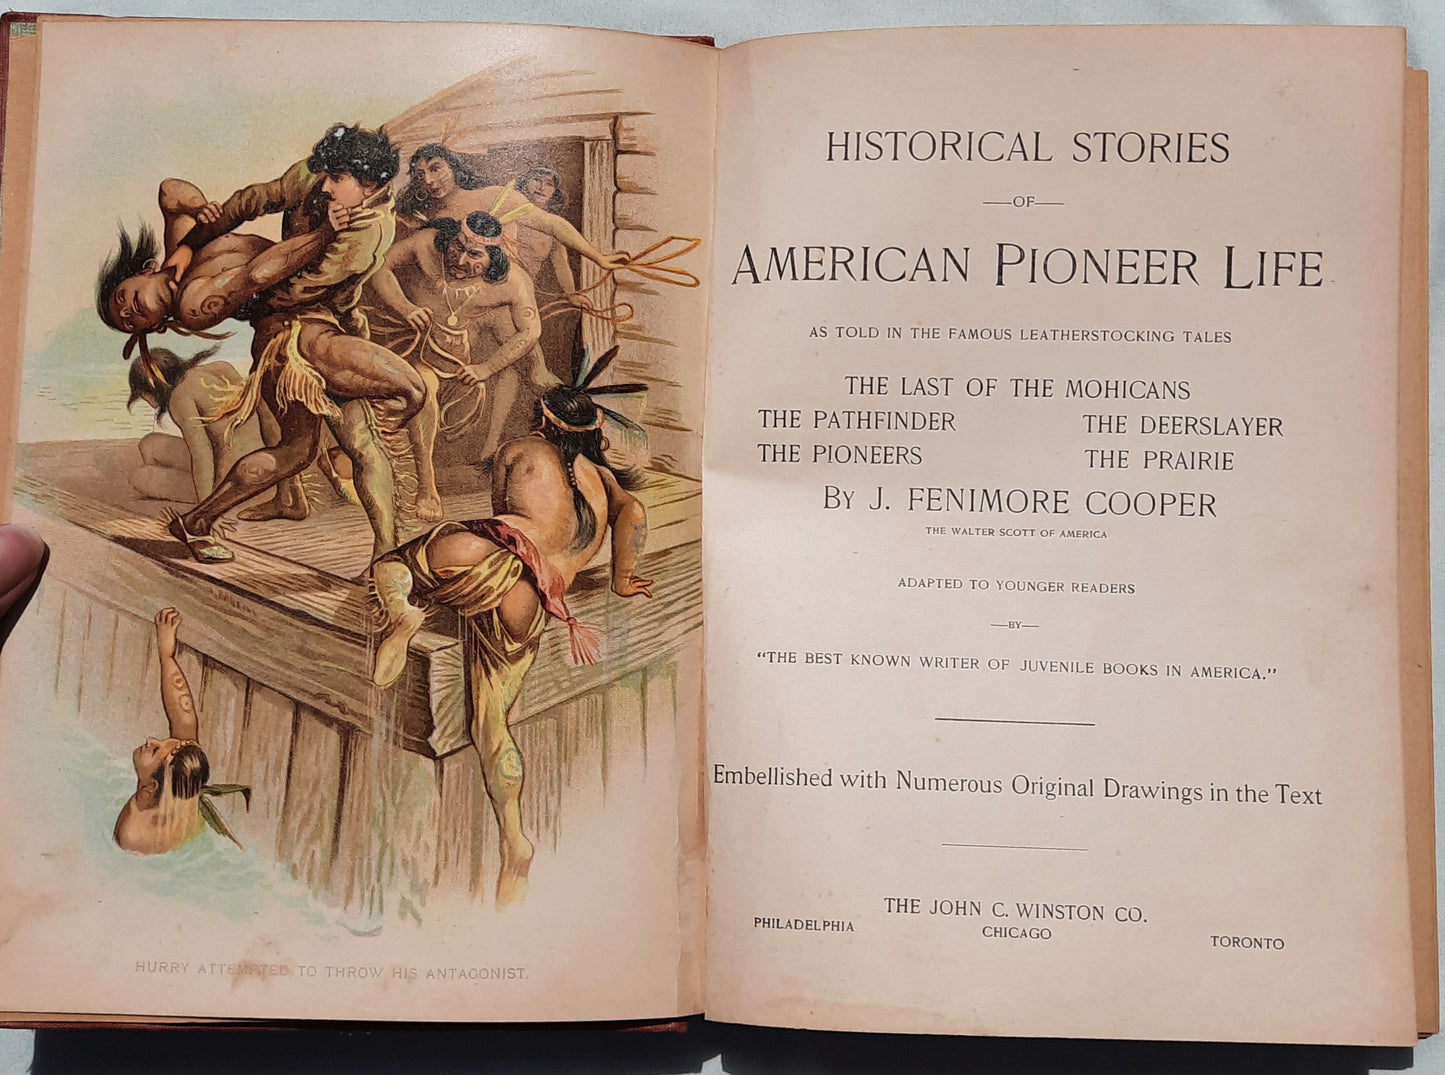 HURRY ATTEMPTED TO THROW HIS ANTAGONIST.
HISTORICAL STORIES
—OF—
AMERICAN PIONEER LIFE
AS TOLD IN THE FAMOUS LEATHERSTOCKING TALES
THE LAST OF THE MOHICANS
THE PATHFINDER THE DEERSLAYER
THE PIONEERS THE PRAIRIE
BY J. FENIMORE COOPER
THE WALTER SCOTT OF AMERICA
ADAPTED TO YOUNGER READERS
—BY—
“THE BEST KNOWN WRITER OF JUVENILE BOOKS IN AMERICA.”
Embellished with Numerous Original Drawings in the Text
THE JOHN C. WINSTON CO.
PHILADELPHIA CHICAGO TORONTO